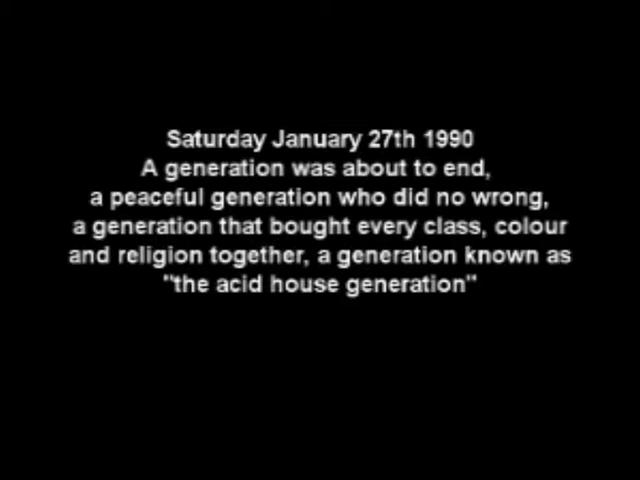 Saturday January 27th 1990
A generation was about to end,
a peaceful generation who did no wrong,
a generation that bought every class, colour
and religion together, a generation known as
"the acid house generation"